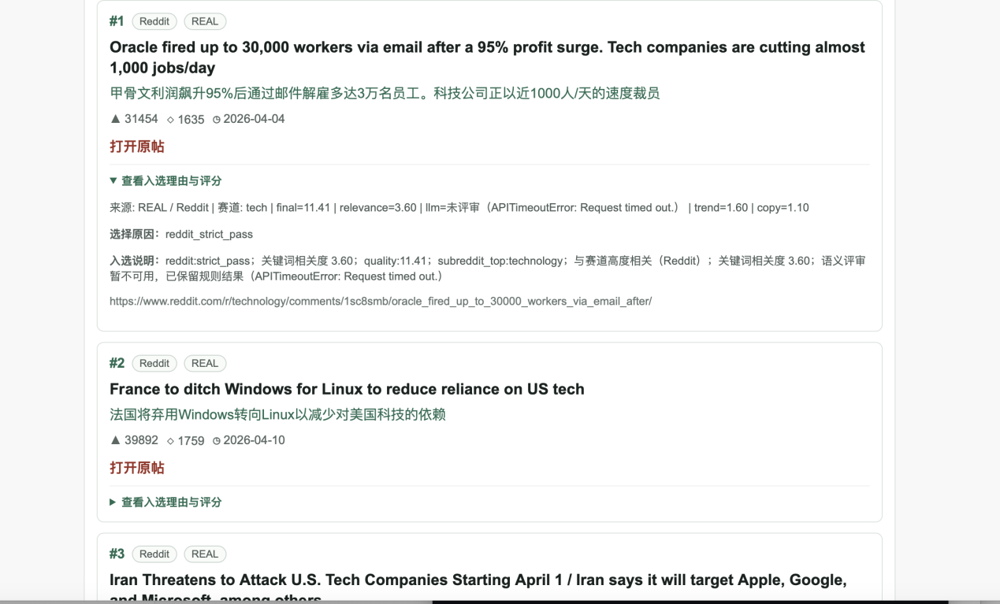 #1 Reddit REAL
Oracle fired up to 30,000 workers via email after a 95% profit surge. Tech companies are cutting almost
1,000 jobs/day
甲骨文利润飙升95%后通过邮件解雇多达3万名员工。科技公司正以近1000人/天的速度裁员
▲ 31454 ◇ 1635 ◷ 2026-04-04
打开原帖
▼ 查看入选理由与评分
来源: REAL / Reddit | 赛道: tech | final=11.41 | relevance=3.60 | llm=未评审（APITimeoutError: Request timed out.） | trend=1.60 | copy=1.10
选择原因：reddit_strict_pass
入选说明：reddit:strict_pass；关键词相关度 3.60；quality:11.41；subreddit_top:technology；与赛道高度相关（Reddit）；关键词相关度 3.60；语义评审
暂不可用，已保留规则结果（APITimeoutError: Request timed out.）
https://www.reddit.com/r/technology/comments/1sc8smb/oracle_fired_up_to_30000_workers_via_email_after/
#2 Reddit REAL
France to ditch Windows for Linux to reduce reliance on US tech
法国将弃用Windows转向Linux以减少对美国科技的依赖
▲ 39892 ◇ 1759 ◷ 2026-04-10
打开原帖
▶ 查看入选理由与评分
#3 Reddit REAL
Iran Threatens to Attack U.S. Tech Companies Starting April 1 / Iran says it will target Apple, Google,
and Microsoft, among others